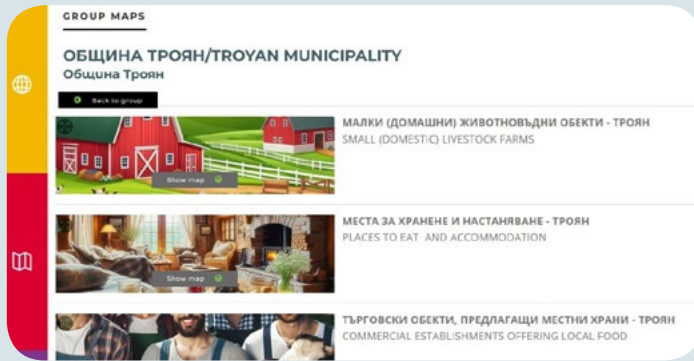 GROUP MAPS
ОБЩИНА ТРОЯН/TROYAN MUNICIPALITY
Община Троян
Back to group
МАЛКИ (ДОМАШНИ) ЖИВОТНОВЪДНИ ОБЕКТИ - ТРОЯН
SMALL (DOMESTIC) LIVESTOCK FARMS
Show map
МЕСТА ЗА ХРАНЕНЕ И НАСТАНЯВАНЕ - ТРОЯН
PLACES TO EAT AND ACCOMMODATION
Show map
ТЪРГОВСКИ ОБЕКТИ, ПРЕДЛАГАЩИ МЕСТНИ ХРАНИ - ТРОЯН
COMMERCIAL ESTABLISHMENTS OFFERING LOCAL FOOD